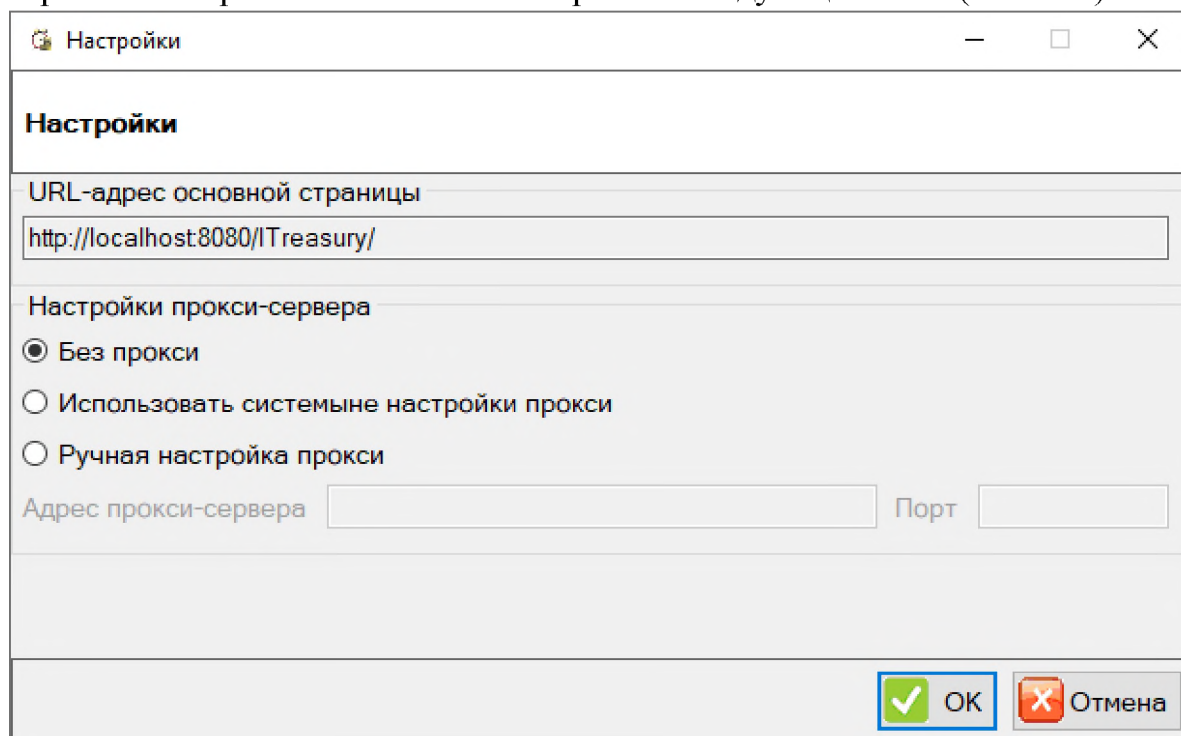 Настройки
Настройки
URL-адрес основной страницы
http://localhost:8080/ITreasury/
Настройки прокси-сервера
Без прокси
Использовать системыне настройки прокси
Ручная настройка прокси
Адрес прокси-сервера Порт
OK Отмена